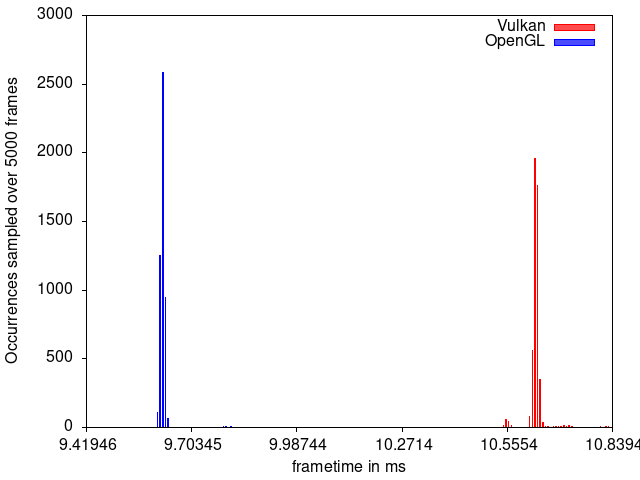 Vulkan
OpenGL
3000
2500
2000
1500
1000
500
0
Occurrences sampled over 5000 frames
9.41946 9.70345 9.98744 10.2714 10.5554 10.8394
frametime in ms